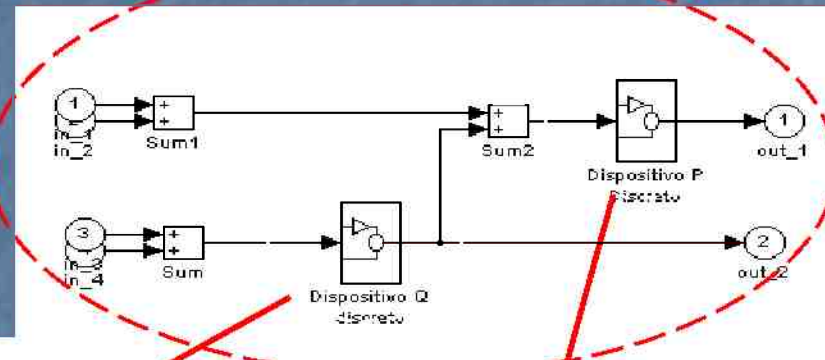 1
+
+
in_1
in_2
Sum1
+
+
Sum2
Dispositivo P
Discreto
1
out_1
3
+
+
in_3
in_4
Sum
Dispositivo Q
discreto
2
out_2